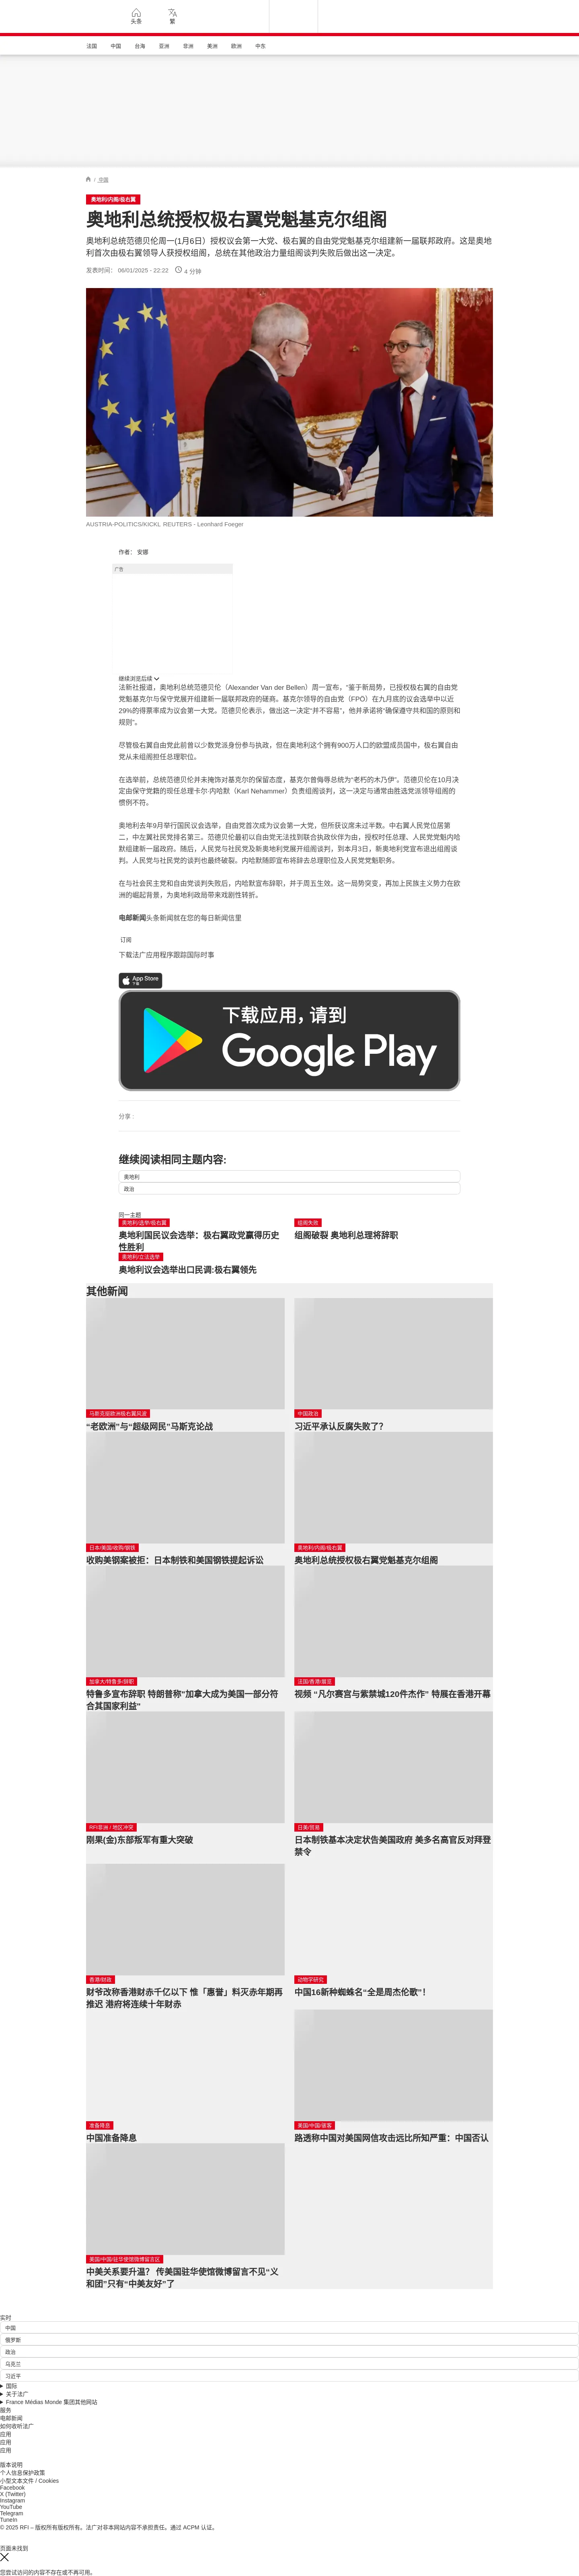 头条
繁
法国
中国
台海
亚洲
非洲
美洲
欧洲
中东
/ 中国
奥地利/内阁/极右翼
奥地利总统授权极右翼党魁基克尔组阁
奥地利总统范德贝伦周一(1月6日）授权议会第一大党、极右翼的自由党党魁基克尔组建新一届联邦政府。这是奥地
利首次由极右翼领导人获授权组阁，总统在其他政治力量组阁谈判失败后做出这一决定。
发表时间： 06/01/2025 - 22:22 4 分钟
AUSTRIA-POLITICS/KICKL REUTERS - Leonhard Foeger
作者： 安娜
广告
继续浏览后续
法新社报道，奥地利总统范德贝伦（Alexander Van der Bellen）周一宣布，“鉴于新局势，已授权极右翼的自由党
党魁基克尔与保守党展开组建新一届联邦政府的磋商。基克尔领导的自由党（FPO）在九月底的议会选举中以近
29%的得票率成为议会第一大党。范德贝伦表示，做出这一决定“并不容易”，他并承诺将“确保遵守共和国的原则和
规则”。
尽管极右翼自由党此前曾以少数党派身份参与执政，但在奥地利这个拥有900万人口的欧盟成员国中，极右翼自由
党从未组阁担任总理职位。
在选举前，总统范德贝伦并未掩饰对基克尔的保留态度，基克尔曾侮辱总统为“老朽的木乃伊”。范德贝伦在10月决
定由保守党籍的现任总理卡尔·内哈默（Karl Nehammer）负责组阁谈判，这一决定与通常由胜选党派领导组阁的
惯例不符。
奥地利去年9月举行国民议会选举，自由党首次成为议会第一大党，但所获议席未过半数。中右翼人民党位居第
二，中左翼社民党排名第三。范德贝伦最初以自由党无法找到联合执政伙伴为由，授权时任总理、人民党党魁内哈
默组建新一届政府。随后，人民党与社民党及新奥地利党展开组阁谈判，到本月3日，新奥地利党宣布退出组阁谈
判。人民党与社民党的谈判也最终破裂。内哈默随即宣布将辞去总理职位及人民党党魁职务。
在与社会民主党和自由党谈判失败后，内哈默宣布辞职，并于周五生效。这一局势突变，再加上民族主义势力在欧
洲的崛起背景，为奥地利政局带来戏剧性转折。
电邮新闻头条新闻就在您的每日新闻信里
订阅
下载法广应用程序跟踪国际时事
App Store
下载
下载应用，请到
Google Play
分享 :
继续阅读相同主题内容:
奥地利
政治
同一主题
奥地利/选举/极右翼
奥地利国民议会选举：极右翼政党赢得历史
性胜利
组阁失败
组阁破裂 奥地利总理将辞职
奥地利/立法选举
奥地利议会选举出口民调:极右翼领先
其他新闻
马斯克挺欧洲极右翼风波
“老欧洲”与“超级网民”马斯克论战
中国政治
习近平承认反腐失败了？
日本/美国/收购/钢铁
收购美钢案被拒：日本制铁和美国钢铁提起诉讼
奥地利/内阁/极右翼
奥地利总统授权极右翼党魁基克尔组阁
加拿大/特鲁多/辞职
特鲁多宣布辞职 特朗普称"加拿大成为美国一部分符
合其国家利益"
法国/香港/展览
视频 “凡尔赛宫与紫禁城120件杰作” 特展在香港开幕
RFI非洲 / 地区冲突
刚果(金)东部叛军有重大突破
日美/贸易
日本制铁基本决定状告美国政府 美多名高官反对拜登
禁令
香港/财政
财爷改称香港财赤千亿以下 惟「惠誉」料灭赤年期再
推迟 港府将连续十年财赤
动物学研究
中国16新种蜘蛛名“全是周杰伦歌”！
准备降息
中国准备降息
美国/中国/骇客
路透称中国对美国网信攻击远比所知严重：中国否认
美国/中国/驻华使馆微博留言区
中美关系要升温？ 传美国驻华使馆微博留言不见“义
和团”只有“中美友好”了
实时
中国
俄罗斯
政治
乌克兰
习近平
国际
关于法广
France Médias Monde 集团其他网站
服务
电邮新闻
如何收听法广
应用
应用
应用
版本说明
个人信息保护政策
小型文本文件 / Cookies
Facebook
X (Twitter)
Instagram
YouTube
Telegram
TuneIn
© 2025 RFI – 版权所有版权所有。法广对非本网站内容不承担责任。通过 ACPM 认证。
页面未找到
您尝试访问的内容不存在或不再可用。